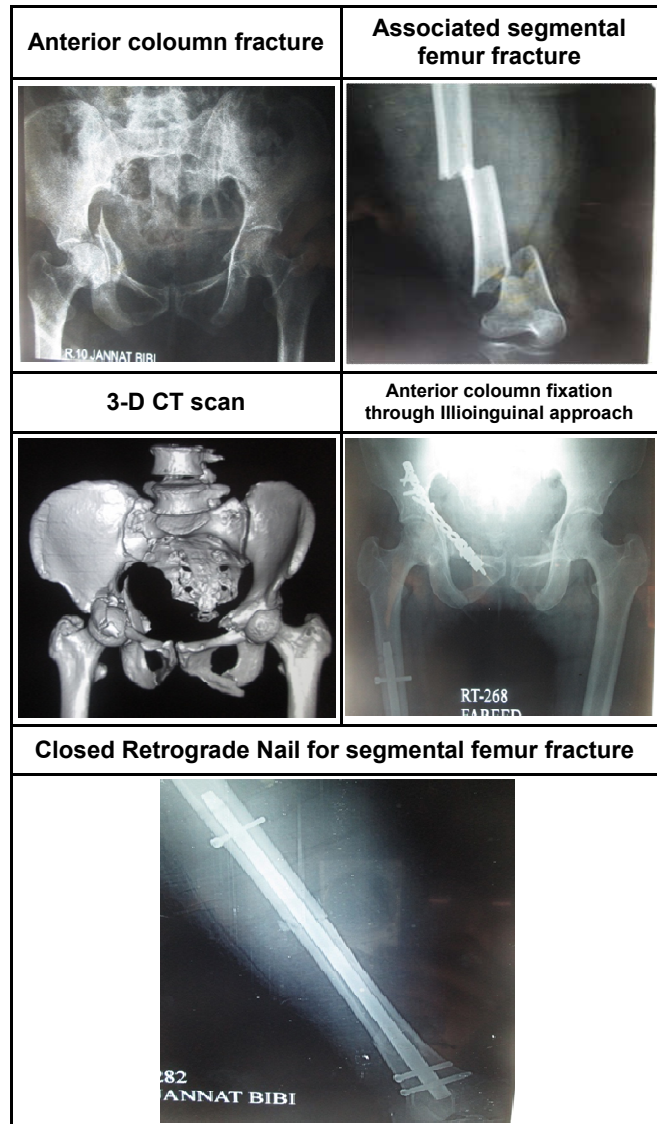 Anterior coloumn fracture
Associated segmental
femur fracture
R.10 JANNAT BIBI
3-D CT scan
Anterior coloumn fixation
through Illioinguinal approach
RT-268
FAREED
Closed Retrograde Nail for segmental femur fracture
282
JANNAT BIBI